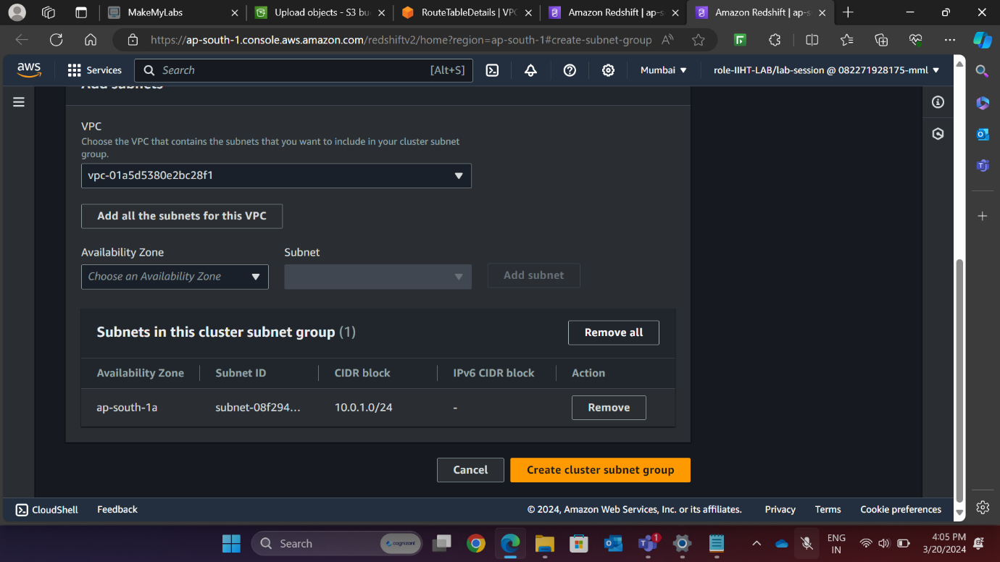 MakeMyLabs
Upload objects - S3 bu
RouteTableDetails | VPC
Amazon Redshift | ap-s
Amazon Redshift | ap-s
https://ap-south-1.console.aws.amazon.com/redshiftv2/home?region=ap-south-1#create-subnet-group
aws
Services
Search
[Alt+S]
Mumbai
role-IIHT-LAB/lab-session @ 082271928175-mml
Add subnets
VPC
Choose the VPC that contains the subnets that you want to include in your cluster subnet
group.
vpc-01a5d5380e2bc28f1
Add all the subnets for this VPC
Availability Zone
Subnet
Choose an Availability Zone
Add subnet
Subnets in this cluster subnet group (1)
Remove all
Availability Zone
Subnet ID
CIDR block
IPv6 CIDR block
Action
ap-south-1a
subnet-08f294...
10.0.1.0/24
-
Remove
Cancel
Create cluster subnet group
CloudShell
Feedback
© 2024, Amazon Web Services, Inc. or its affiliates.
Privacy
Terms
Cookie preferences
Search
cognizant
1
ENG
IN
4:05 PM
3/20/2024